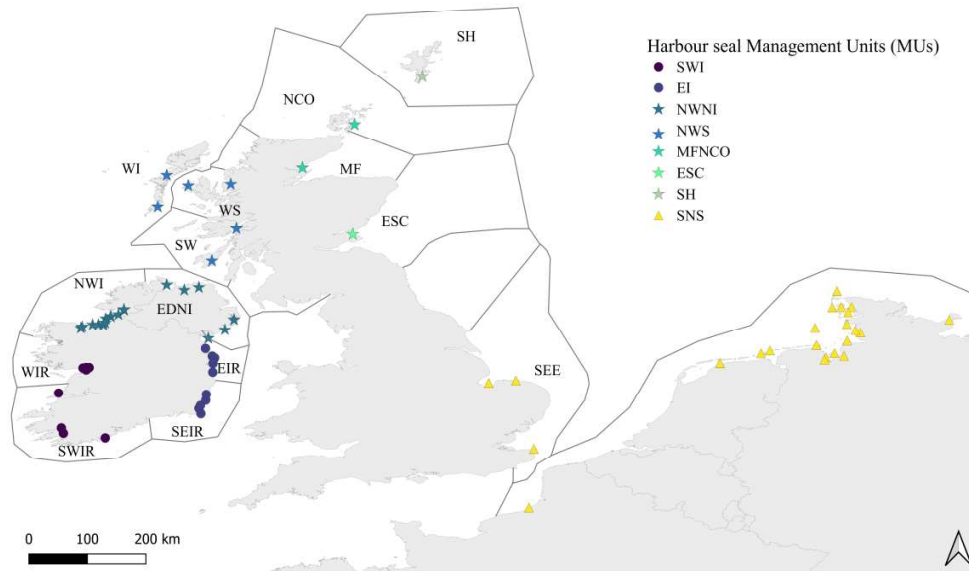 SH
NCO
WI
MF
WS
ESC
SW
NWI
EDNI
WIR
EIR
SEE
SEIR
SWIR
Harbour seal Management Units (MUs)
SWI
EI
NWNI
NWS
MFNCO
ESC
SH
SNS
0 100 200 km